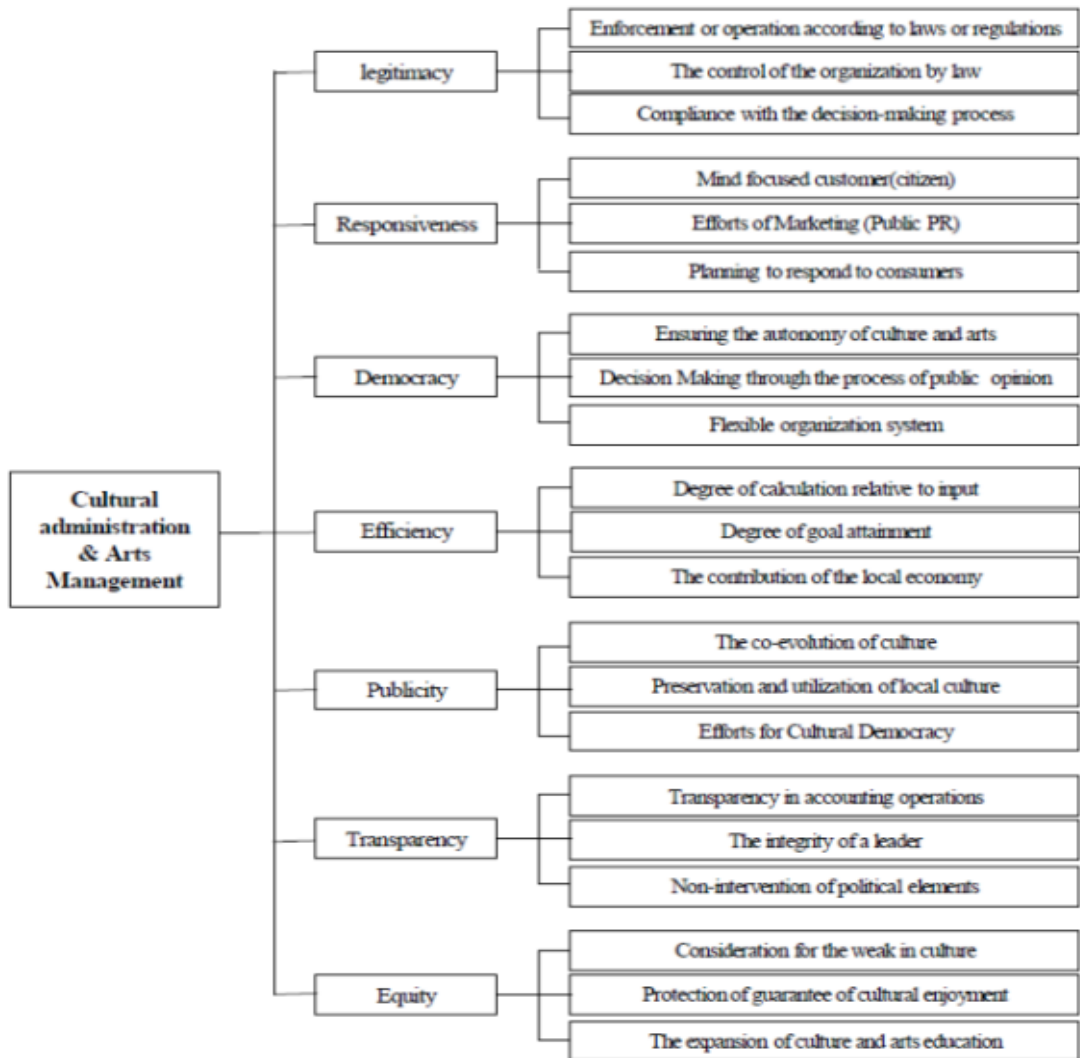 Cultural
administration
& Arts
Management
legitimacy
Enforcement or operation according to laws or regulations
The control of the organization by law
Compliance with the decision-making process
Responsiveness
Mind focused customer(citizen)
Efforts of Marketing (Public PR)
Planning to respond to consumers
Democracy
Ensuring the autonomy of culture and arts
Decision Making through the process of public opinion
Flexible organization system
Efficiency
Degree of calculation relative to input
Degree of goal attainment
The contribution of the local economy
Publicity
The co-evolution of culture
Preservation and utilization of local culture
Efforts for Cultural Democracy
Transparency
Transparency in accounting operations
The integrity of a leader
Non-intervention of political elements
Equity
Consideration for the weak in culture
Protection of guarantee of cultural enjoyment
The expansion of culture and arts education